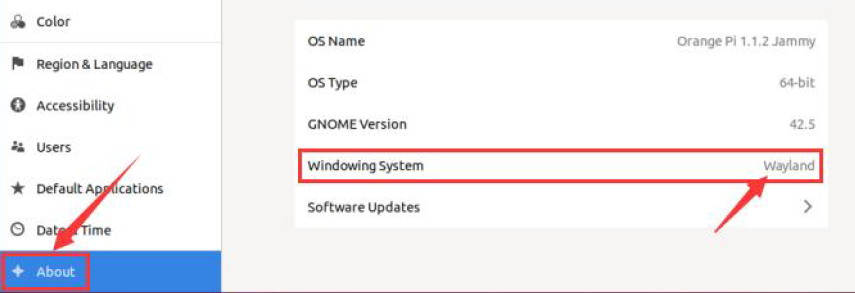 Color
Region & Language
Accessibility
Users
Default Applications
Date & Time
About
OS Name Orange Pi 1.1.2 Jammy
OS Type 64-bit
GNOME Version 42.5
Windowing System Wayland
Software Updates